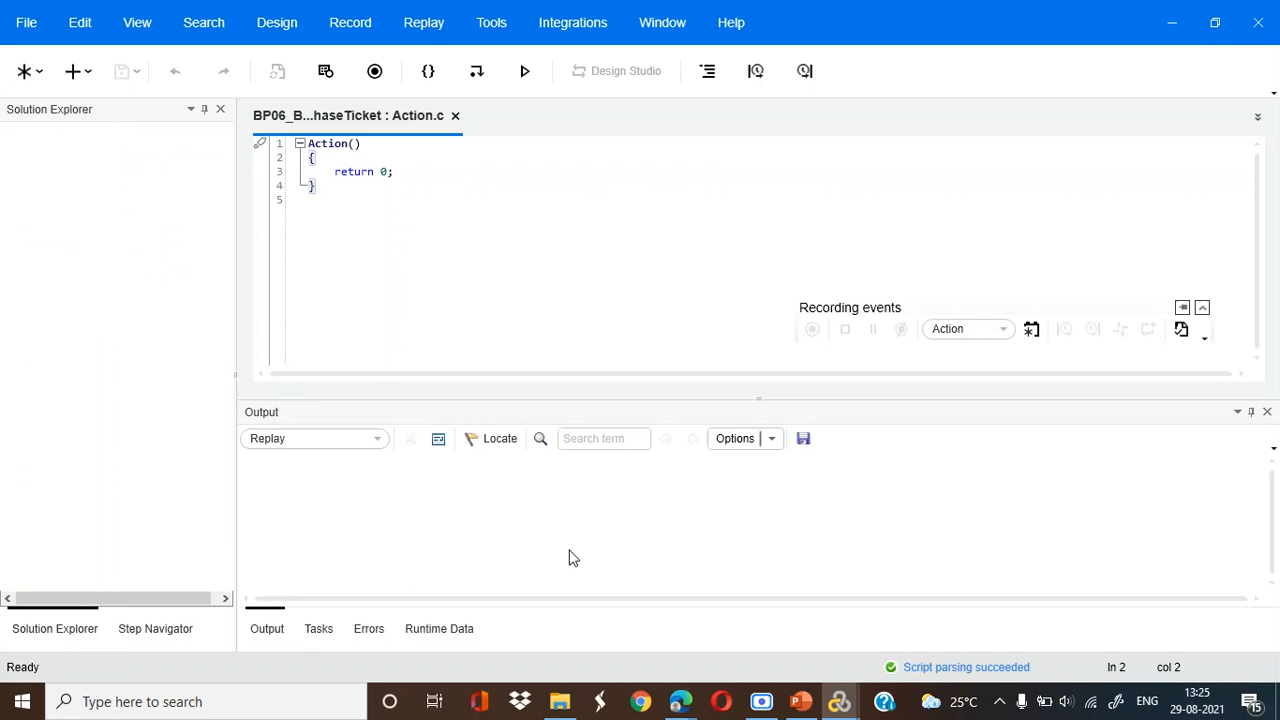 File Edit View Search Design Record Replay Tools Integrations Window Help
Design Studio
Solution Explorer
BP06_B...haseTicket : Action.c
1 Action()
2 {
3 return 0;
4 }
5
Recording events
Action
Output
Replay Locate Search term Options
Solution Explorer Step Navigator Output Tasks Errors Runtime Data
Ready Script parsing succeeded ln 2 col 2
Type here to search 25°C ENG 13:25
29-08-2021 15